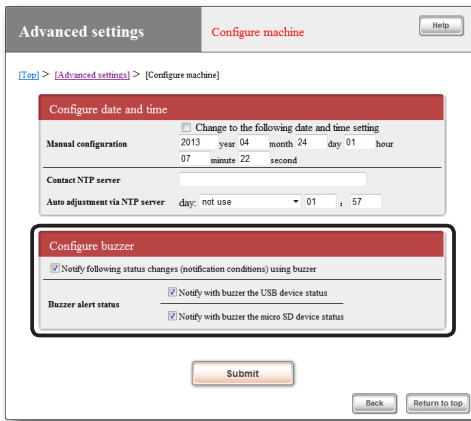 Advanced settings
Configure machine
Help
[Top] > [Advanced settings] > [Configure machine]
Configure date and time
Change to the following date and time setting
Manual configuration
2013 year 04 month 24 day 01 hour
07 minute 22 second
Contact NTP server
Auto adjustment via NTP server day: not use 01 : 57
Configure buzzer
Notify following status changes (notification conditions) using buzzer
Buzzer alert status
Notify with buzzer the USB device status
Notify with buzzer the micro SD device status
Submit
Back Return to top